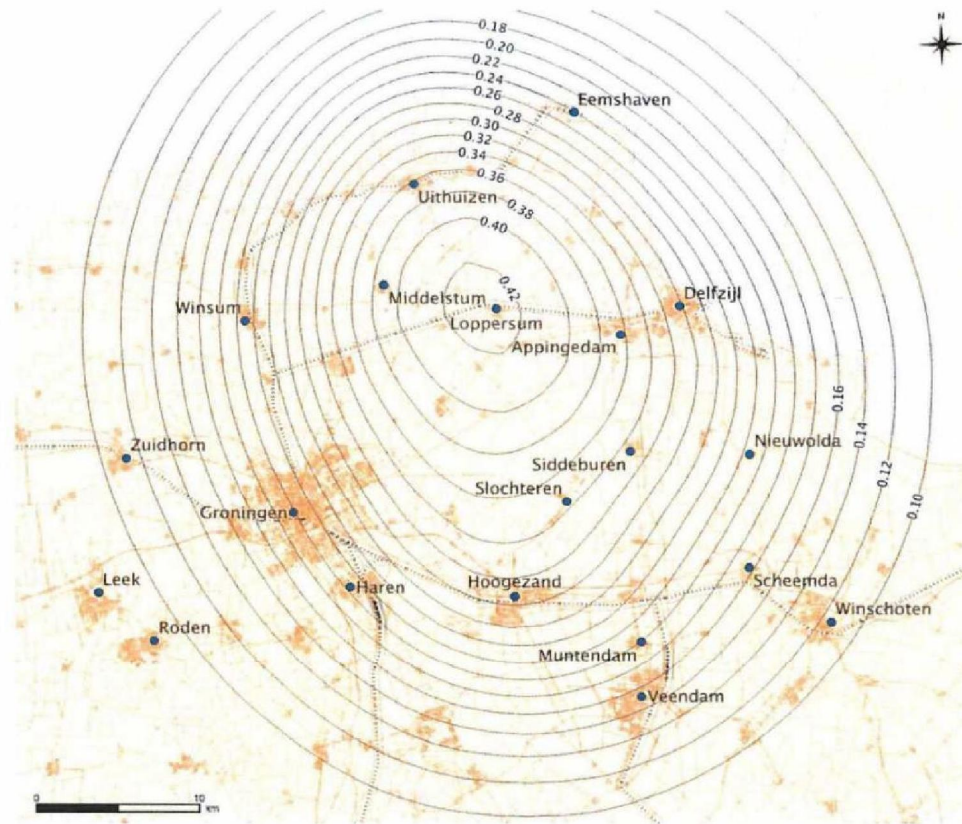 N
0.18
0.20
0.22
0.24
0.26
0.28
0.30
0.32
0.34
0.36
0.38
0.40
0.42
Eemshaven
Uithuizen
Middelstum
Loppersum
Winsum
Delfzijl
Appingedam
0.16
0.14
0.12
0.10
Zuidhorn
Siddeburen
Nieuwolda
Slochteren
Groningen
Leek
Haren
Hoogezand
Scheemda
Roden
Winschoten
Muntendam
Veendam
0 10
km